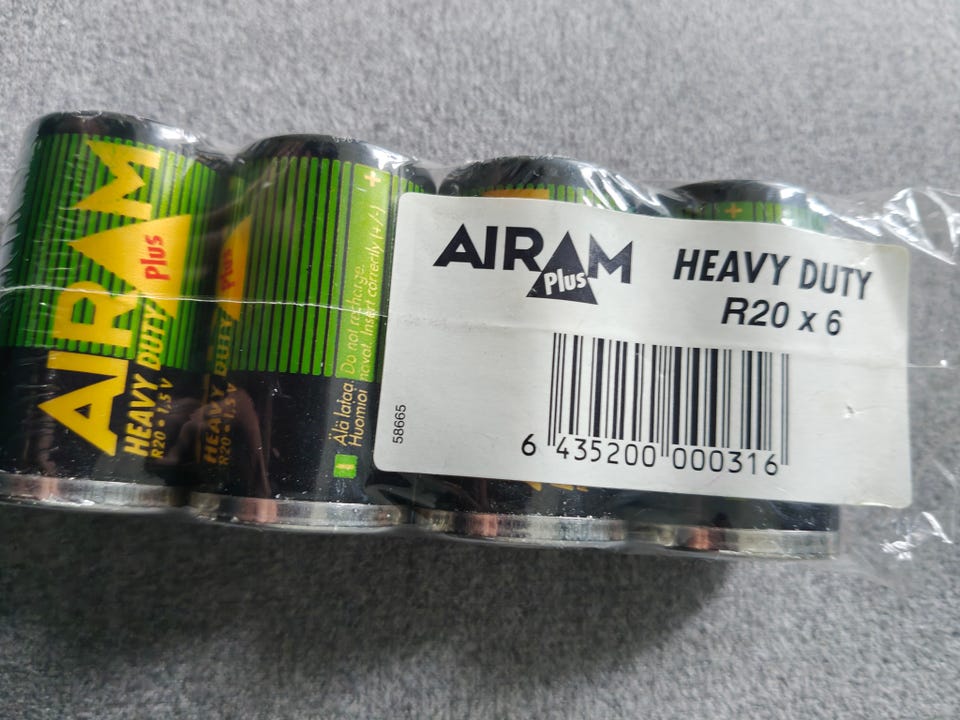 AIRAM
Plus
HEAVY DUTY
R20 • 1,5 V
Plus
HEAVY DUTY
R20 • 1,5 V
+
Älä lataa. Do not recharge.
Huomioi navat. Insert correctly (+/-)
AIRAM
Plus
HEAVY DUTY
R20 x 6
58665
6 435200 000316
+